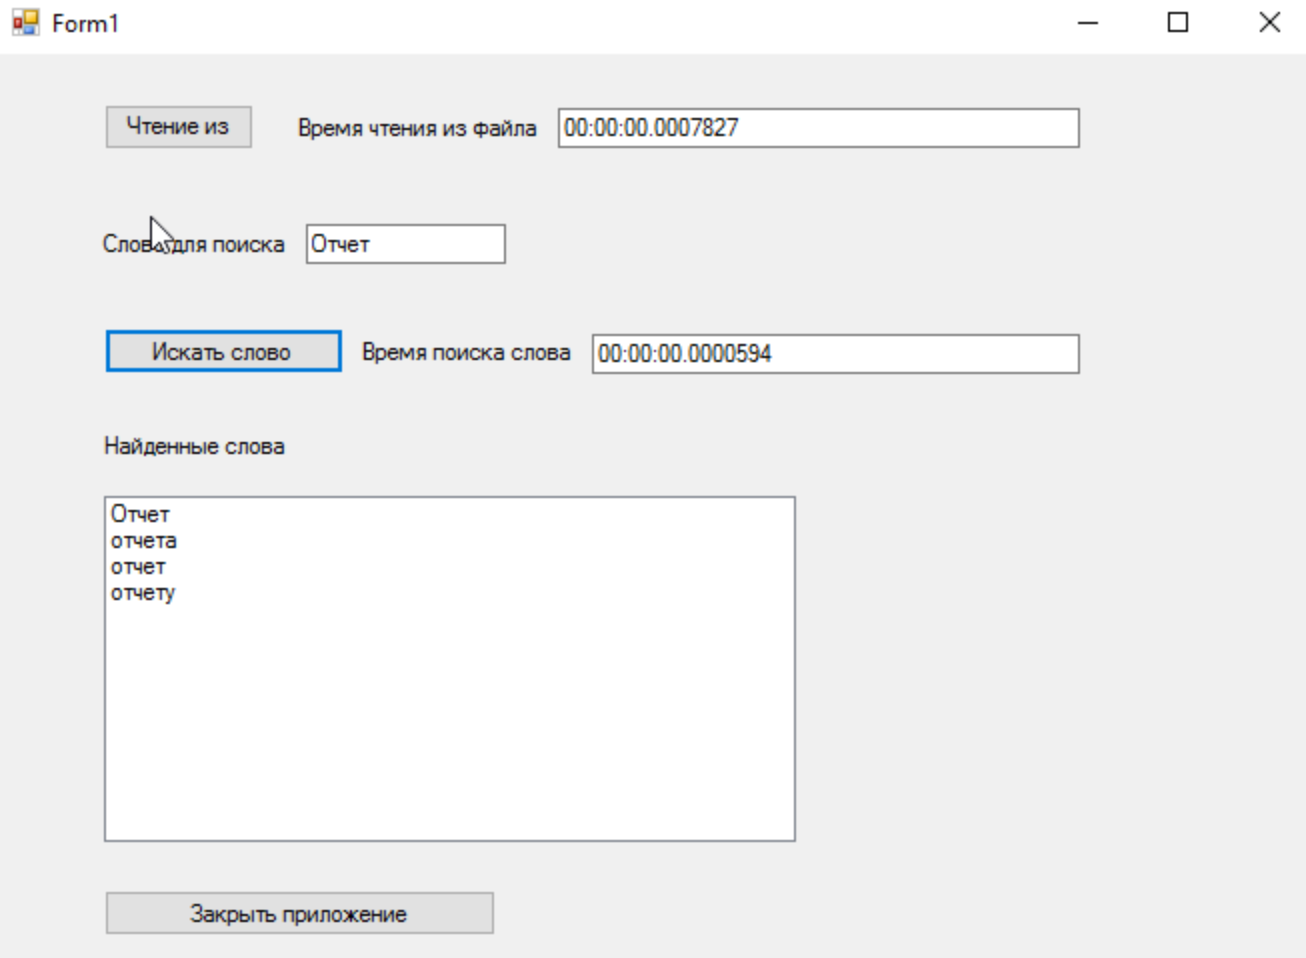 Form1
Чтение из Время чтения из файла 00:00:00.0007827
Слово для поиска Отчет
Искать слово Время поиска слова 00:00:00.0000594
Найденные слова
Отчет
отчета
отчет
отчету
Закрыть приложение